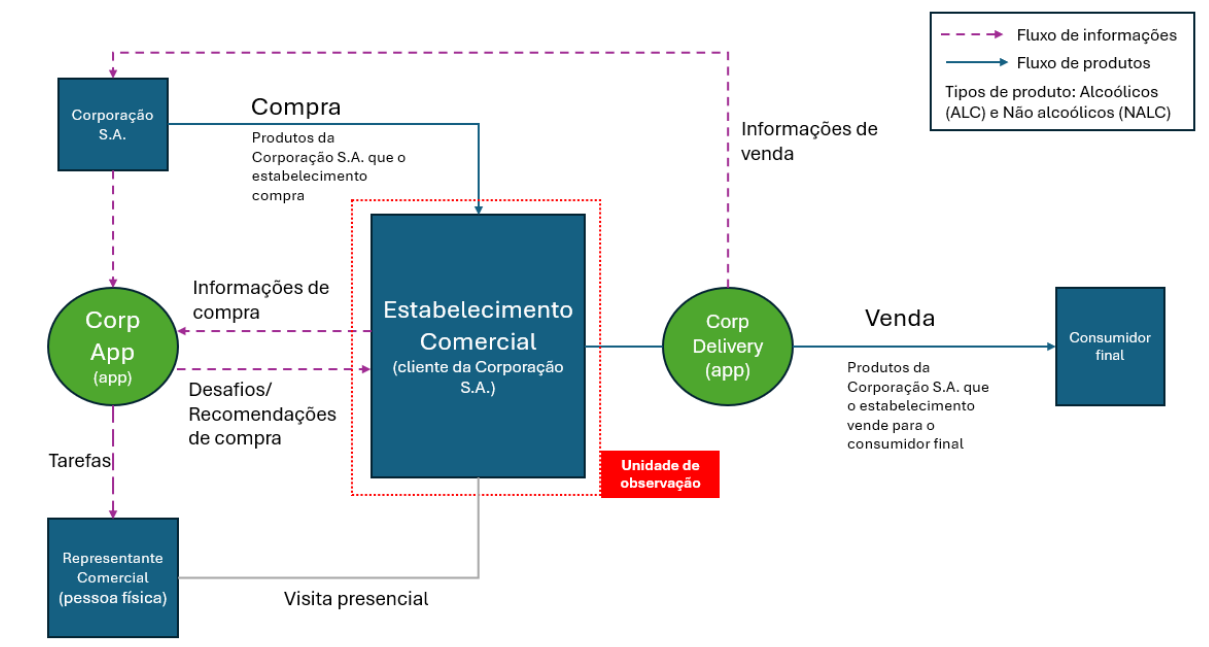 Fluxo de informações
Fluxo de produtos
Tipos de produto: Alcoólicos
(ALC) e Não alcoólicos (NALC)
Corporação
S.A.
Compra
Produtos da
Corporação S.A. que o
estabelecimento
compra
Informações de
venda
Informações de
compra
Corp
App
(app)
Desafios/
Recomendações
de compra
Estabelecimento
Comercial
(cliente da Corporação
S.A.)
Corp
Delivery
(app)
Venda
Produtos da
Corporação S.A. que
o estabelecimento
vende para o
consumidor final
Consumidor
final
Unidade de
observação
Tarefas
Representante
Comercial
(pessoa física)
Visita presencial